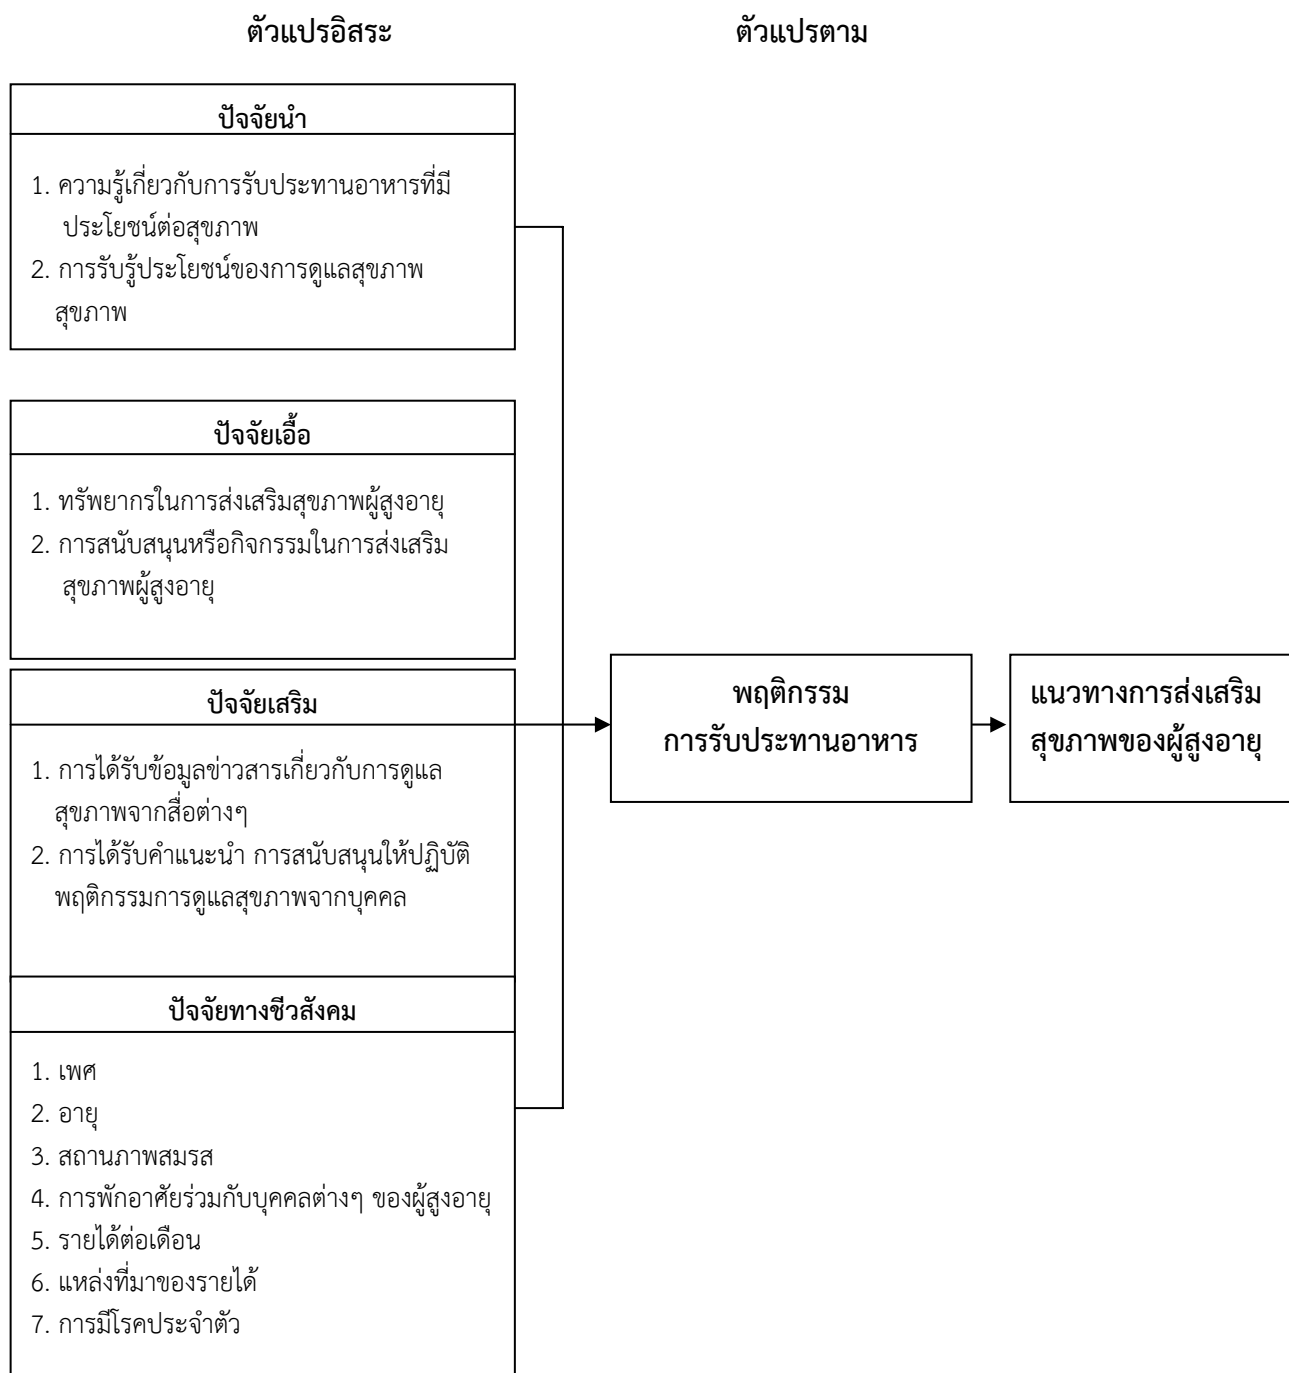 ตัวแปรอิสระ
ตัวแปรตาม
ปัจจัยนำ
1. ความรู้เกี่ยวกับการรับประทานอาหารที่มี
ประโยชน์ต่อสุขภาพ
2. การรับรู้ประโยชน์ของการดูแลสุขภาพ
สุขภาพ
ปัจจัยเอื้อ
1. ทรัพยากรในการส่งเสริมสุขภาพผู้สูงอายุ
2. การสนับสนุนหรือกิจกรรมในการส่งเสริม
สุขภาพผู้สูงอายุ
ปัจจัยเสริม
1. การได้รับข้อมูลข่าวสารเกี่ยวกับการดูแล
สุขภาพจากสื่อต่างๆ
2. การได้รับคำแนะนำ การสนับสนุนให้ปฏิบัติ
พฤติกรรมการดูแลสุขภาพจากบุคคล
ปัจจัยทางชีวสังคม
1. เพศ
2. อายุ
3. สถานภาพสมรส
4. การพักอาศัยร่วมกับบุคคลต่างๆ ของผู้สูงอายุ
5. รายได้ต่อเดือน
6. แหล่งที่มาของรายได้
7. การมีโรคประจำตัว
พฤติกรรม
การรับประทานอาหาร
แนวทางการส่งเสริม
สุขภาพของผู้สูงอายุ